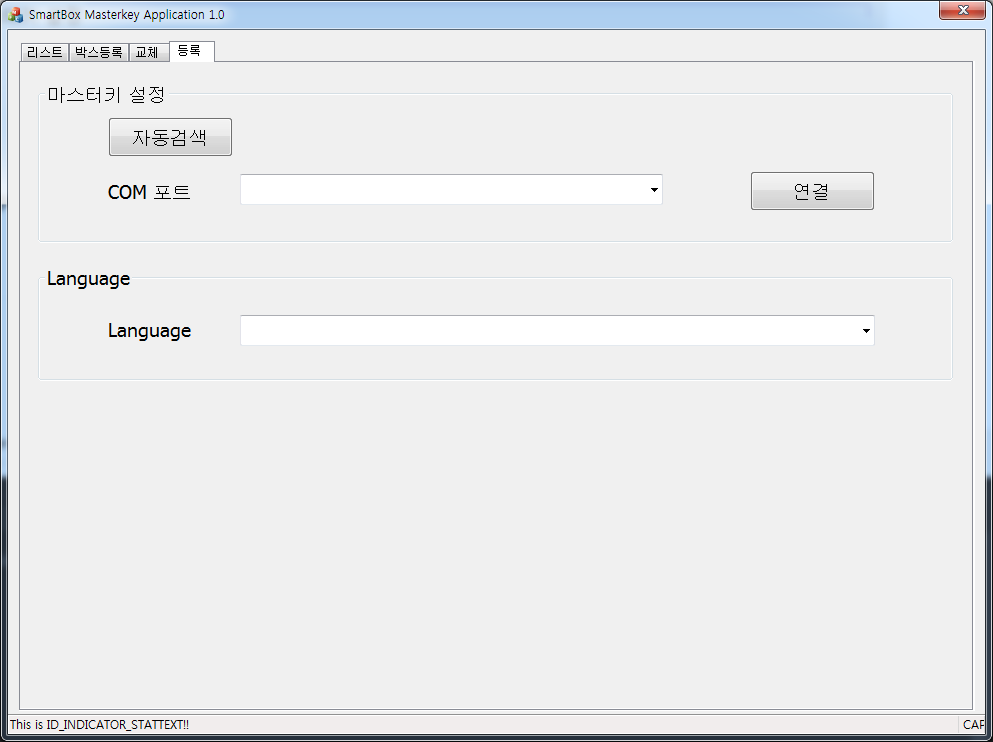 SmartBox Masterkey Application 1.0
리스트 박스등록 교체 등록
마스터키 설정
자동검색
COM 포트 연결
Language
Language
This is ID_INDICATOR_STATTEXT!! CAP